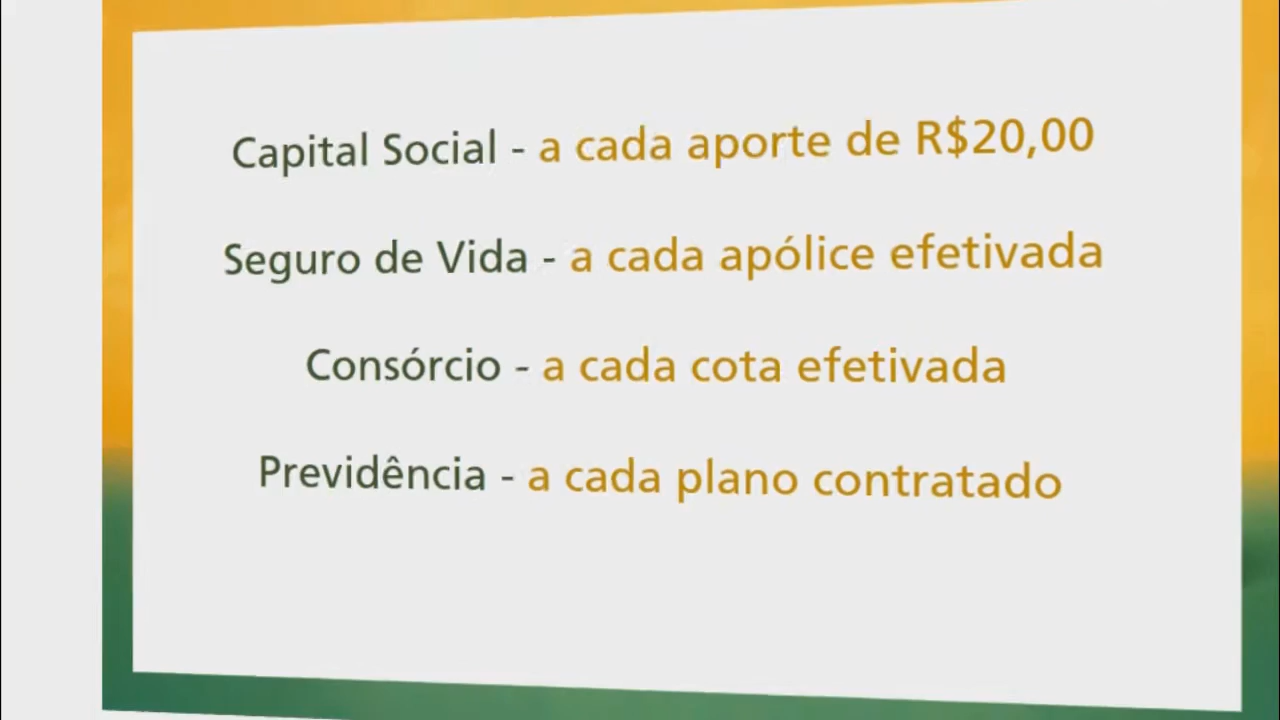 Capital Social - a cada aporte de R$20,00
Seguro de Vida - a cada apólice efetivada
Consórcio - a cada cota efetivada
Previdência - a cada plano contratado